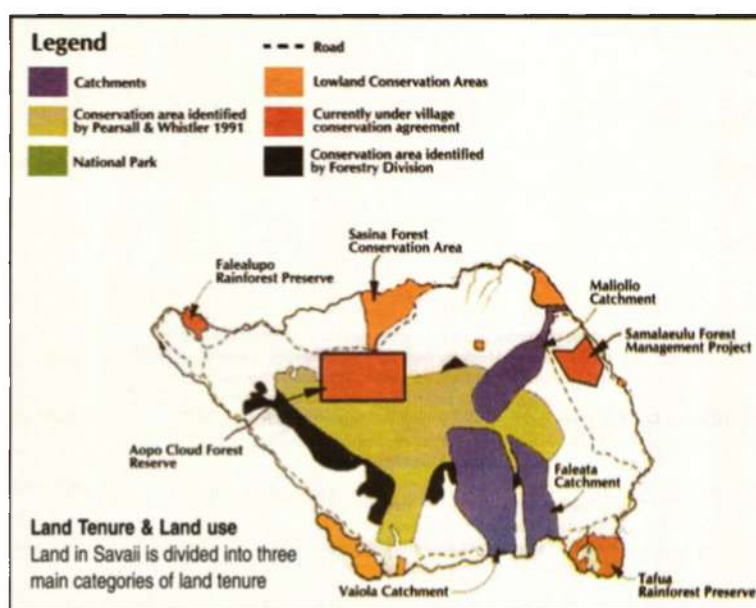 Legend
Road
Catchments
Lowland Conservation Areas
Conservation area identified
by Pearsall & Whistler 1991
Currently under village
conservation agreement
National Park
Conservation area identified
by Forestry Division
Sasina Forest
Conservation Area
Falealupo
Rainforest Preserve
Maliollo
Catchment
Samalaeulu Forest
Management Project
Aopo Cloud Forest
Reserve
Faleata
Catchment
Land Tenure & Land use
Land in Savaii is divided into three
main categories of land tenure
Vaiola Catchment
Tafua
Rainforest Preserve